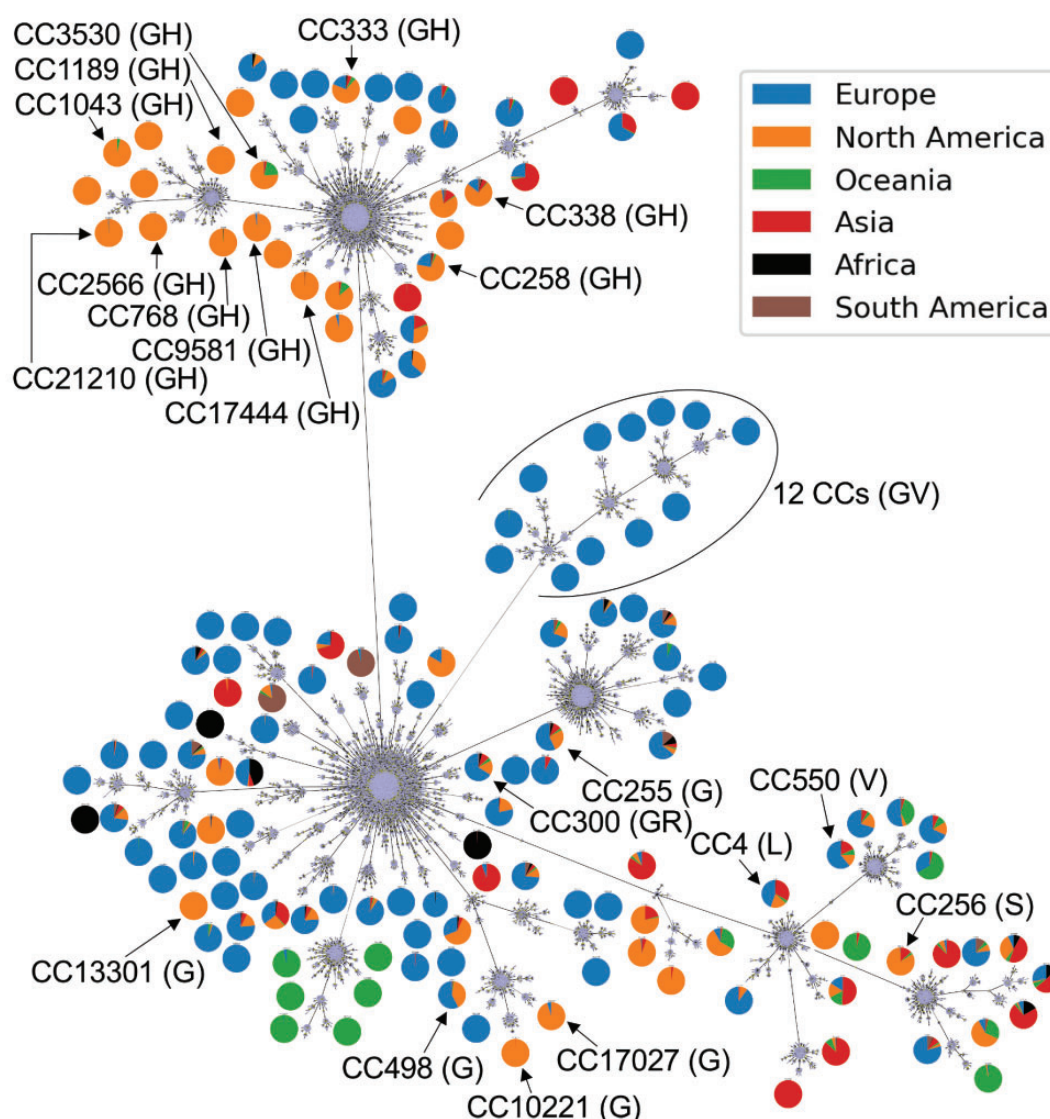 CC3530 (GH)
CC1189 (GH)
CC1043 (GH)
CC333 (GH)
Europe
North America
Oceania
Asia
Africa
South America
CC338 (GH)
CC258 (GH)
CC2566 (GH)
CC768 (GH)
CC9581 (GH)
CC21210 (GH)
CC17444 (GH)
12 CCs (GV)
CC255 (G)
CC300 (GR)
CC550 (V)
CC4 (L)
CC256 (S)
CC13301 (G)
CC498 (G)
CC17027 (G)
CC10221 (G)